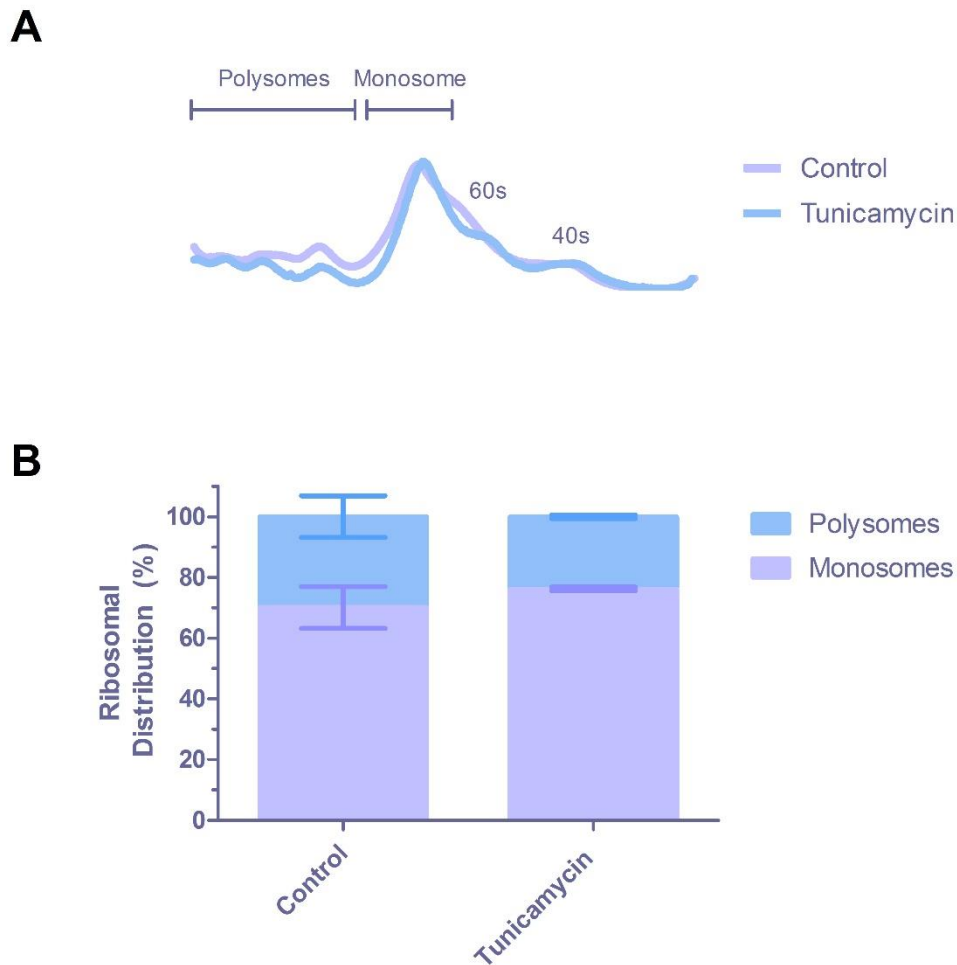 A
Polysomes Monosome
60s
40s
Control
Tunicamycin
B
Ribosomal
Distribution (%)
100
80
60
40
20
0
Control
Tunicamycin
Polysomes
Monosomes